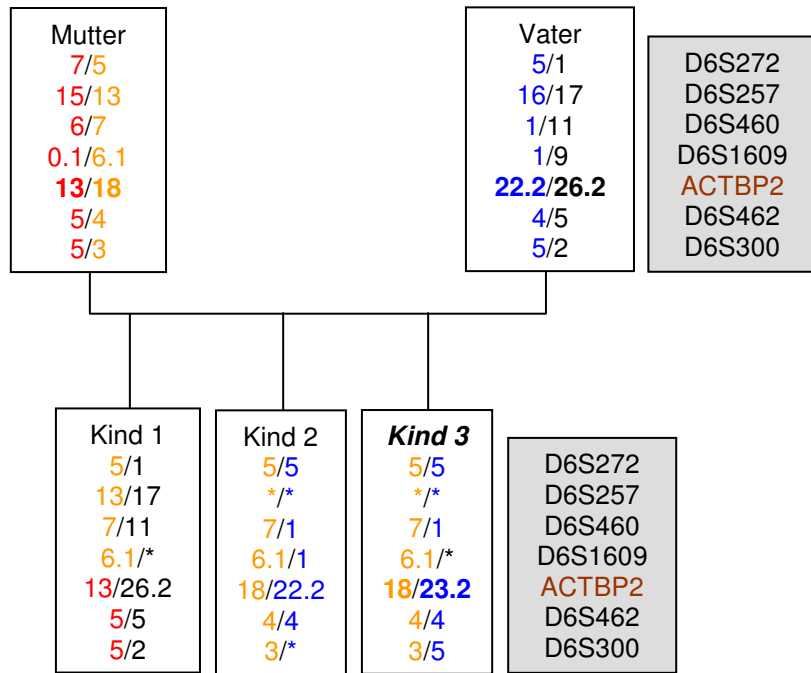 Mutter
7/5
15/13
6/7
0.1/6.1
13/18
5/4
5/3
Vater
5/1
16/17
1/11
1/9
22.2/26.2
4/5
5/2
D6S272
D6S257
D6S460
D6S1609
ACTBP2
D6S462
D6S300
Kind 1
5/1
13/17
7/11
6.1/*
13/26.2
5/5
5/2
Kind 2
5/5
*/*
7/1
6.1/1
18/22.2
4/4
3/*
Kind 3
5/5
*/*
7/1
6.1/*
18/23.2
4/4
3/5
D6S272
D6S257
D6S460
D6S1609
ACTBP2
D6S462
D6S300